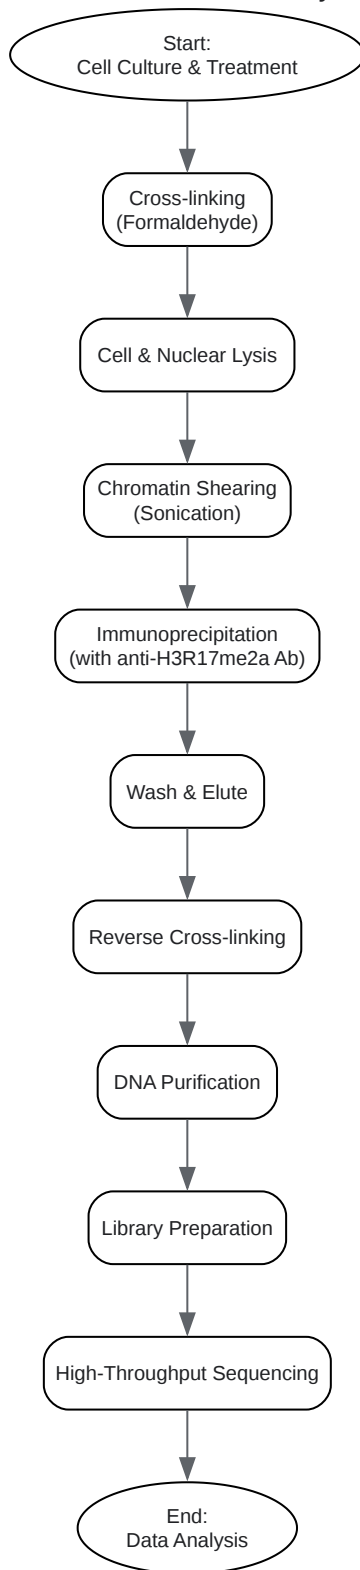 Start:
Cell Culture & Treatment
Cross-linking
(Formaldehyde)
Cell & Nuclear Lysis
Chromatin Shearing
(Sonication)
Immunoprecipitation
(with anti-H3R17me2a Ab)
Wash & Elute
Reverse Cross-linking
DNA Purification
Library Preparation
High-Throughput Sequencing
End:
Data Analysis